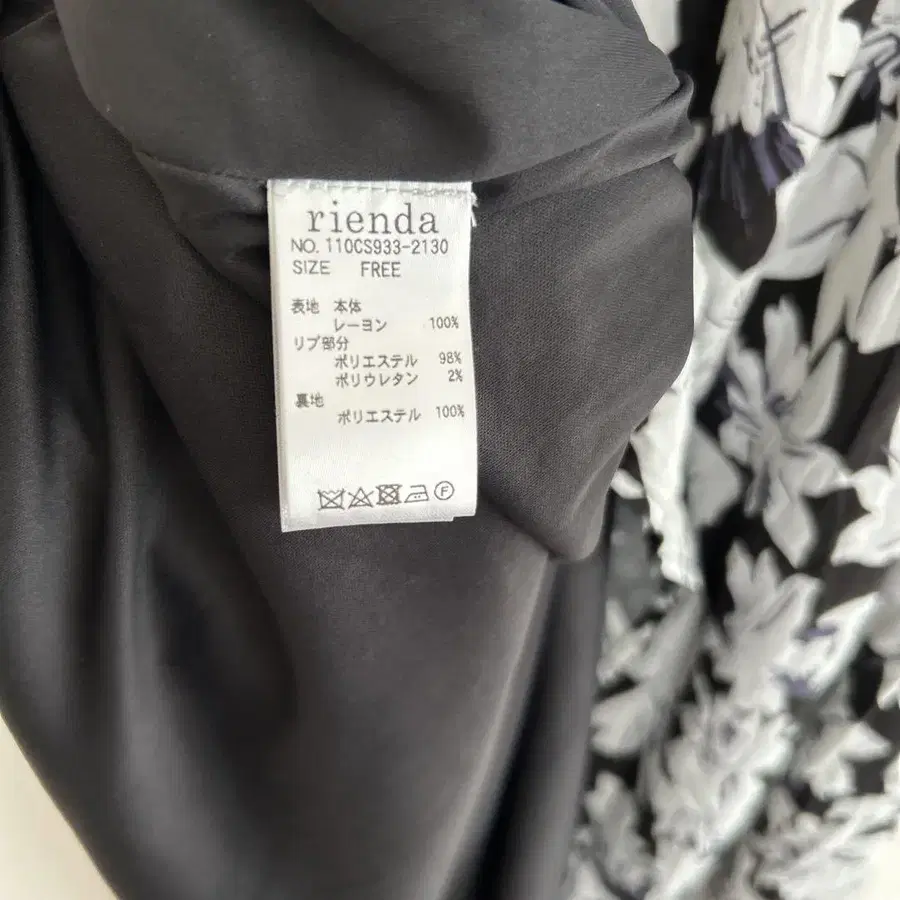 rienda
NO. 110CS933-2130
SIZE FREE
表地 本体
レーヨン 100%
リブ部分
ポリエステル 98%
ポリウレタン 2%
裏地
ポリエステル 100%
F